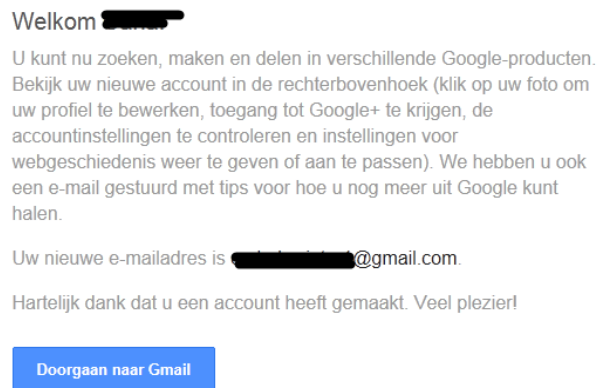 Welkom
U kunt nu zoeken, maken en delen in verschillende Google-producten.
Bekijk uw nieuwe account in de rechterbovenhoek (klik op uw foto om
uw profiel te bewerken, toegang tot Google+ te krijgen, de
accountinstellingen te controleren en instellingen voor
webgeschiedenis weer te geven of aan te passen). We hebben u ook
een e-mail gestuurd met tips voor hoe u nog meer uit Google kunt
halen.
Uw nieuwe e-mailadres is @gmail.com.
Hartelijk dank dat u een account heeft gemaakt. Veel plezier!
Doorgaan naar Gmail